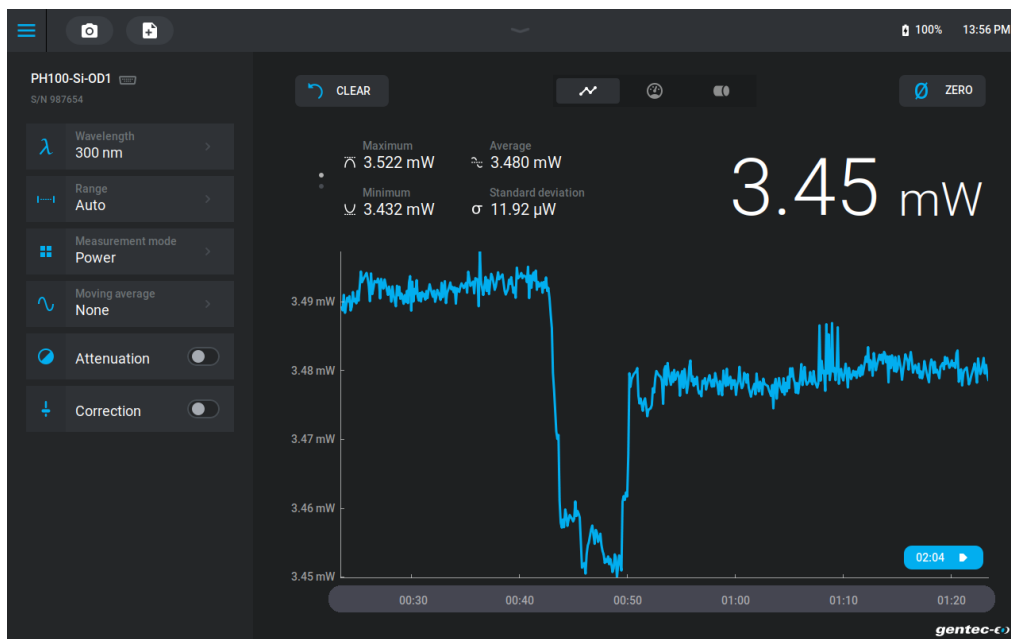 100% 13:56 PM
PH100-Si-OD1
S/N 987654
Wavelength
300 nm
Range
Auto
Measurement mode
Power
Moving average
None
Attenuation
Correction
CLEAR
ZERO
Maximum
3.522 mW
Average
3.480 mW
Minimum
3.432 mW
Standard deviation
σ 11.92 µW
3.45 mW
3.49 mW
3.48 mW
3.47 mW
3.46 mW
3.45 mW
02:04
00:30 00:40 00:50 01:00 01:10 01:20
gentec-eo